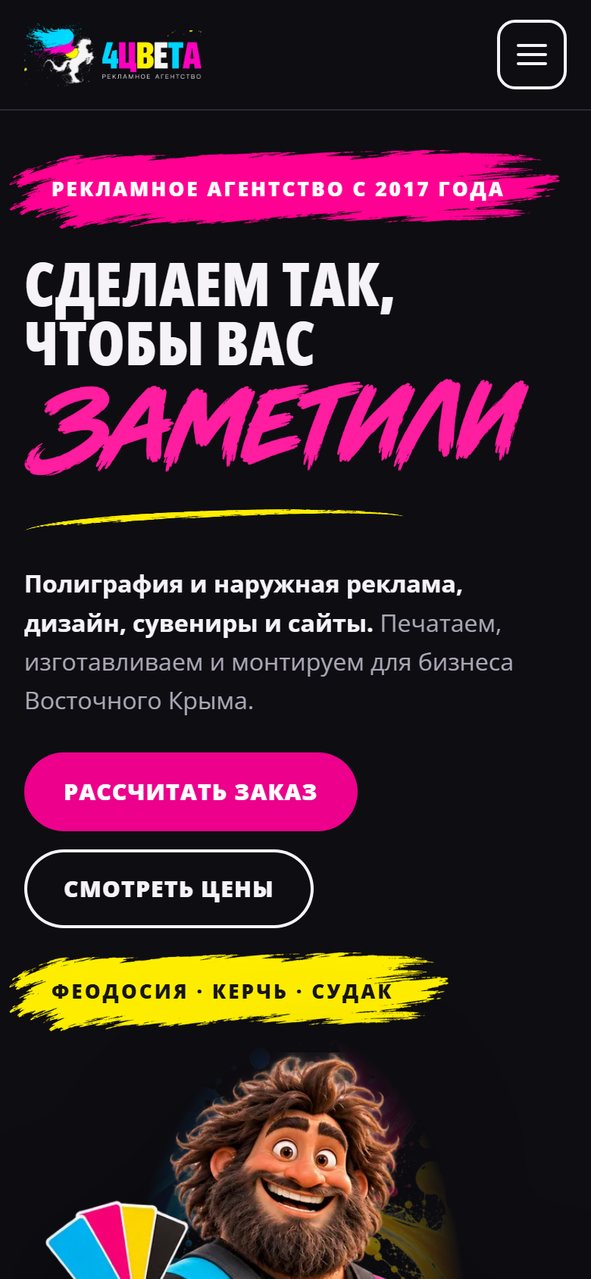 4ЦВЕТА
РЕКЛАМНОЕ АГЕНТСТВО
РЕКЛАМНОЕ АГЕНТСТВО С 2017 ГОДА
СДЕЛАЕМ ТАК,
ЧТОБЫ ВАС
ЗАМЕТИЛИ
Полиграфия и наружная реклама,
дизайн, сувениры и сайты. Печатаем,
изготавливаем и монтируем для бизнеса
Восточного Крыма.
РАССЧИТАТЬ ЗАКАЗ
СМОТРЕТЬ ЦЕНЫ
ФЕОДОСИЯ · КЕРЧЬ · СУДАК